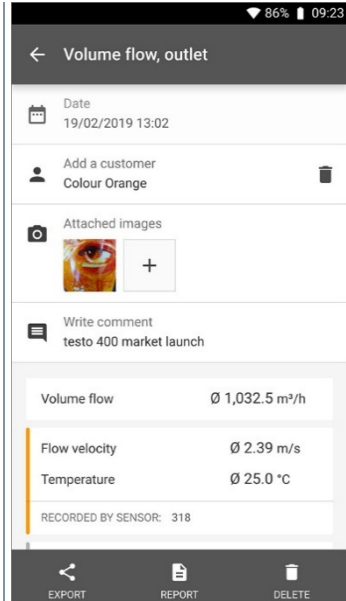 86% 09:23
Volume flow, outlet
Date
19/02/2019 13:02
Add a customer
Colour Orange
Attached images
+
Write comment
testo 400 market launch
Volume flow Ø 1,032.5 m³/h
Flow velocity Ø 2.39 m/s
Temperature Ø 25.0 °C
RECORDED BY SENSOR: 318
EXPORT REPORT DELETE